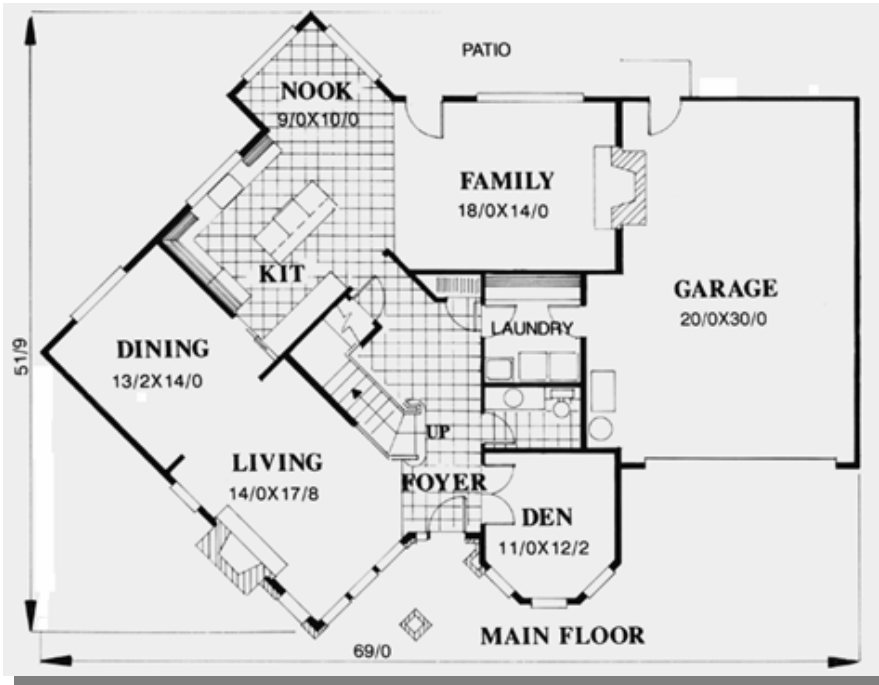 PATIO
NOOK
9/0X10/0
FAMILY
18/0X14/0
KIT
GARAGE
20/0X30/0
LAUNDRY
DINING
13/2X14/0
51/9
UP
LIVING
14/0X17/8
FOYER
DEN
11/0X12/2
MAIN FLOOR
69/0